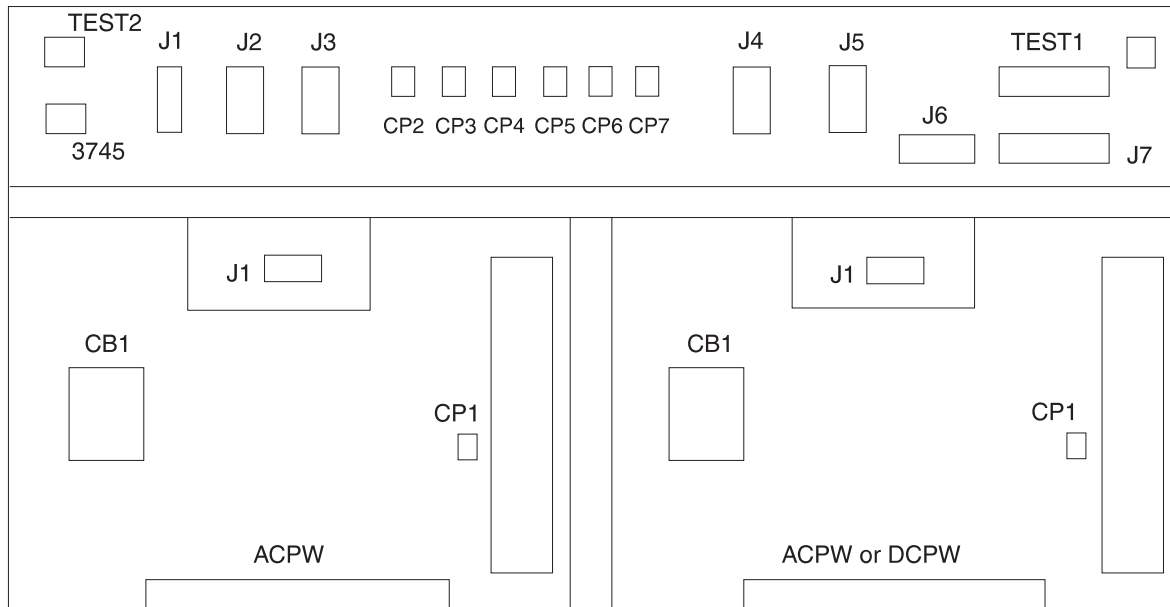 TEST2
J1
J2
J3
J4
J5
TEST1
CP2
CP3
CP4
CP5
CP6
CP7
J6
3745
J7
J1
J1
CB1
CB1
CP1
CP1
ACPW
ACPW or DCPW